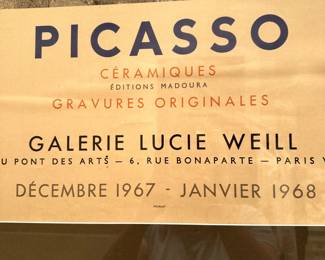 PICASSO
CÉRAMIQUES
ÉDITIONS MADOURA
GRAVURES ORIGINALES
GALERIE LUCIE WEILL
U PONT DES ARTS — 6, RUE BONAPARTE — PARIS V
DÉCEMBRE 1967 - JANVIER 1968